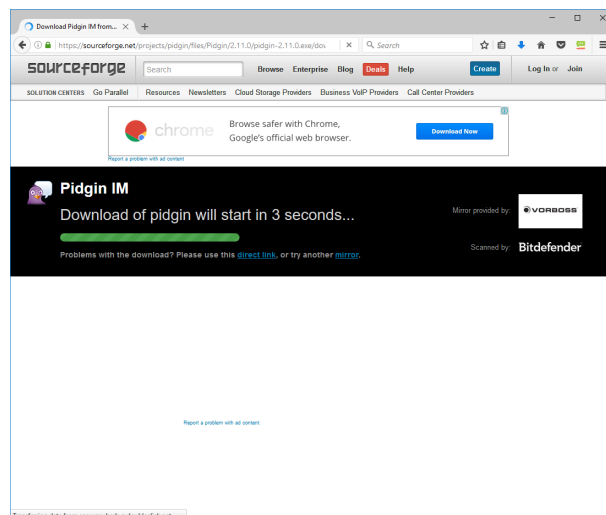 Download Pidgin IM from...
https://sourceforge.net/projects/pidgin/files/Pidgin/2.11.0/pidgin-2.11.0.exe/dov
Search
sourceforge
Search
Browse Enterprise Blog Deals Help
Create
Log In or Join
SOLUTION CENTERS Go Parallel Resources Newsletters Cloud Storage Providers Business VoIP Providers Call Center Providers
chrome
Browse safer with Chrome,
Google's official web browser.
Download Now
Report a problem with ad content
Pidgin IM
Download of pidgin will start in 3 seconds...
Mirror provided by:
VORBOSS
Problems with the download? Please use this direct link, or try another mirror.
Scanned by:
Bitdefender
Report a problem with ad content